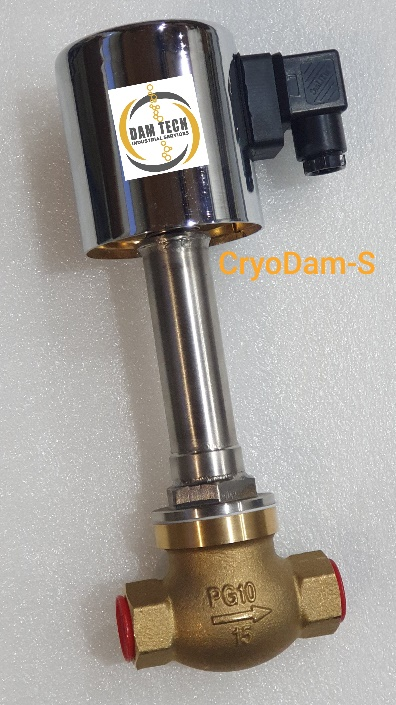 DAM TECH
INDUSTRIAL SERVICES
CryoDam-S
PG10
15